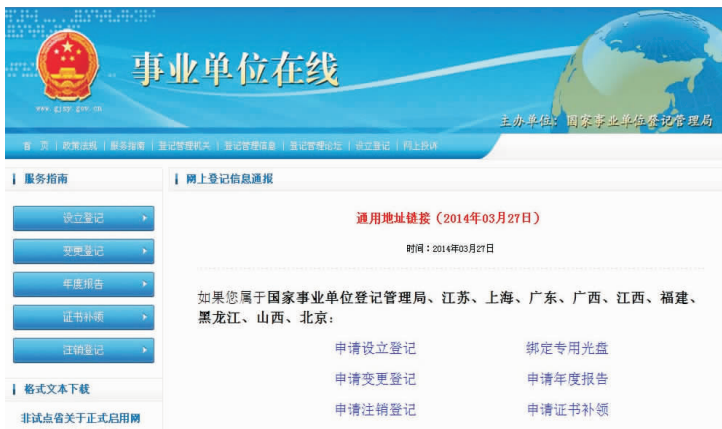 事业单位在线
www.gjsy.gov.cn
主办单位：国家事业单位登记管理局
首 页 | 政策法规 | 服务指南 | 登记管理机关 | 登记管理信息 | 登记管理论坛 | 设立登记 | 网上投诉
服务指南
网上登记信息通报
设立登记
变更登记
年度报告
证书补领
注销登记
格式文本下载
非试点省关于正式启用网
通用地址链接（2014年03月27日）
时间：2014年03月27日
如果您属于国家事业单位登记管理局、江苏、上海、广东、广西、江西、福建、
黑龙江、山西、北京：
申请设立登记 绑定专用光盘
申请变更登记 申请年度报告
申请注销登记 申请证书补领